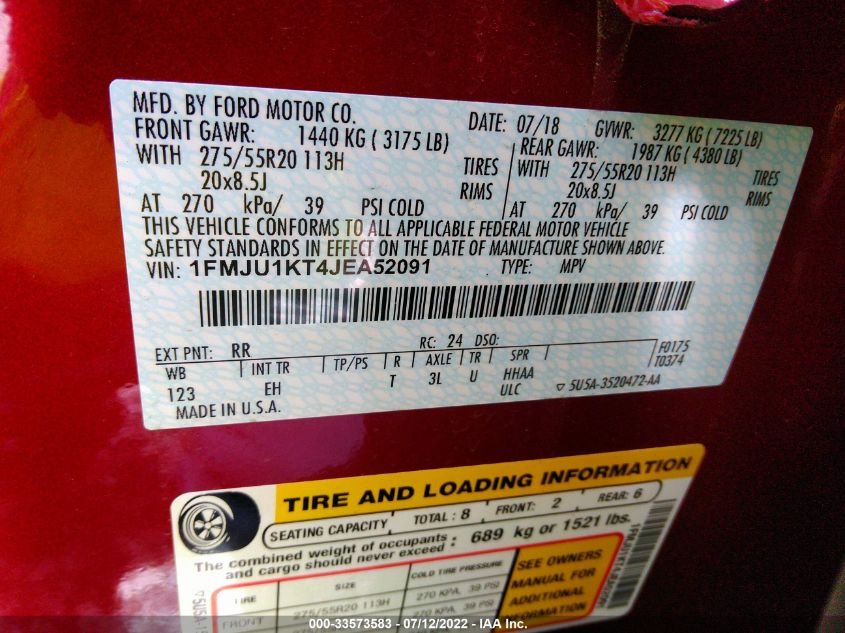 MFD. BY FORD MOTOR CO. DATE: 07/18 GVWR: 3277 KG ( 7225 LB)
FRONT GAWR: 1440 KG ( 3175 LB) REAR GAWR: 1987 KG ( 4380 LB)
WITH 275/55R20 113H TIRES WITH 275/55R20 113H TIRES
20x8.5J RIMS 20x8.5J RIMS
AT 270 kPa/ 39 PSI COLD AT 270 kPa/ 39 PSI COLD
THIS VEHICLE CONFORMS TO ALL APPLICABLE FEDERAL MOTOR VEHICLE
SAFETY STANDARDS IN EFFECT ON THE DATE OF MANUFACTURE SHOWN ABOVE.
VIN: 1FMJU1KT4JEA52091 TYPE: MPV
EXT PNT: RR RC: 24 DSO: F0175
WB INT TR TP/PS R AXLE TR SPR T0374
123 EH T 3L U HHAA
ULC ▽ 5U5A-3520472-AA
MADE IN U.S.A.
TIRE AND LOADING INFORMATION
SEATING CAPACITY TOTAL : 8 FRONT: 2 REAR: 6
The combined weight of occupants and cargo should never exceed : 689 kg or 1521 lbs.
TIRE SIZE COLD TIRE PRESSURE
FRONT 275/55R20 113H 270 KPA, 39 PSI
270 KPA, 39 PSI
SEE OWNERS
MANUAL FOR
ADDITIONAL
INFORMATION
000-33573583 - 07/12/2022 - IAA Inc.